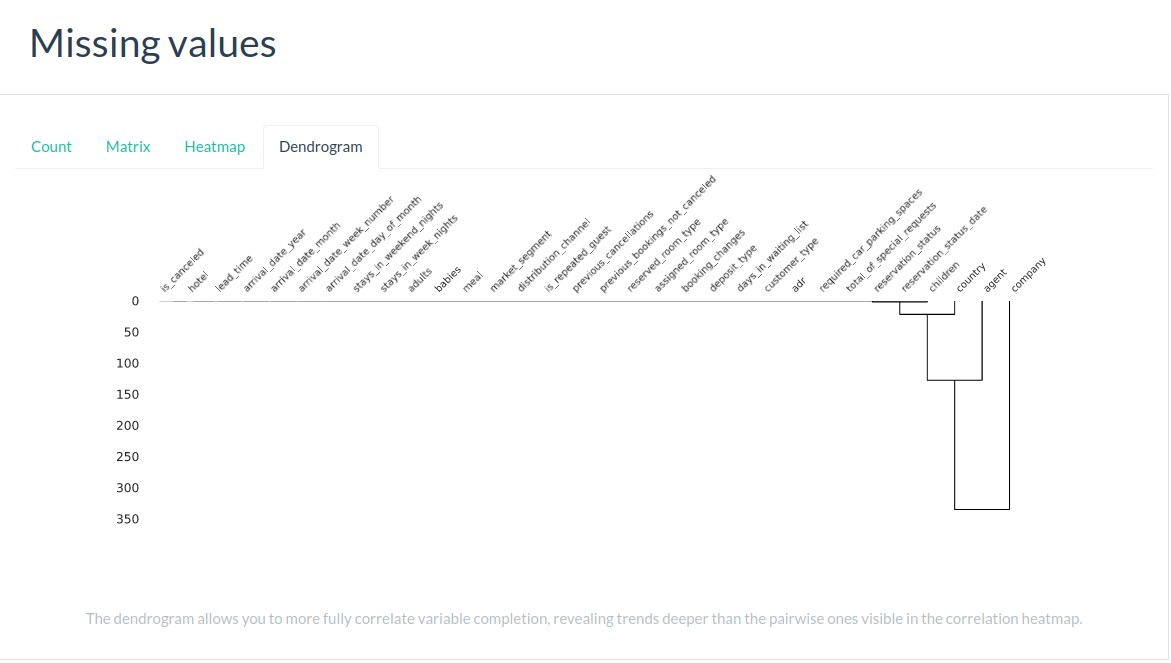 Missing values
Count Matrix Heatmap Dendrogram
is_canceled
hotel
lead_time
arrival_date_year
arrival_date_month
arrival_date_week_number
arrival_date_day_of_month
stays_in_weekend_nights
stays_in_week_nights
adults
babies
meal
market_segment
distribution_channel
is_repeated_guest
previous_cancellations
previous_bookings_not_canceled
reserved_room_type
assigned_room_type
booking_changes
deposit_type
days_in_waiting_list
customer_type
adr
required_car_parking_spaces
total_of_special_requests
reservation_status
reservation_status_date
children
country
agent
company
0
50
100
150
200
250
300
350
The dendrogram allows you to more fully correlate variable completion, revealing trends deeper than the pairwise ones visible in the correlation heatmap.